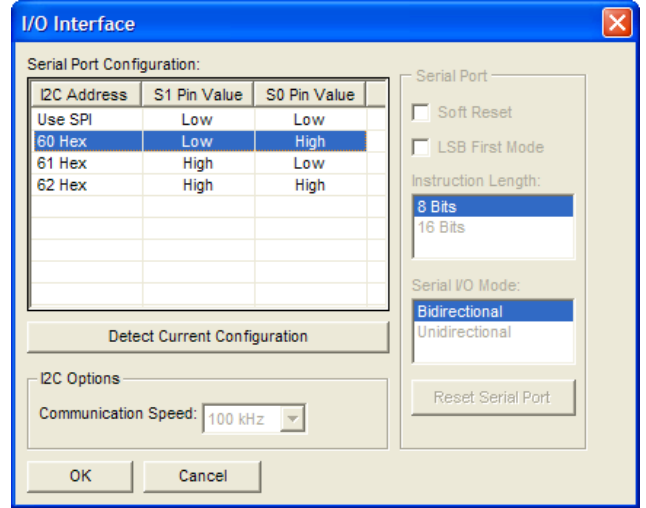 I/O Interface
Serial Port Configuration:
I2C Address S1 Pin Value S0 Pin Value
Use SPI Low Low
60 Hex Low High
61 Hex High Low
62 Hex High High
Detect Current Configuration
I2C Options
Communication Speed: 100 kHz
OK Cancel
Serial Port
Soft Reset
LSB First Mode
Instruction Length:
8 Bits
16 Bits
Serial I/O Mode:
Bidirectional
Unidirectional
Reset Serial Port